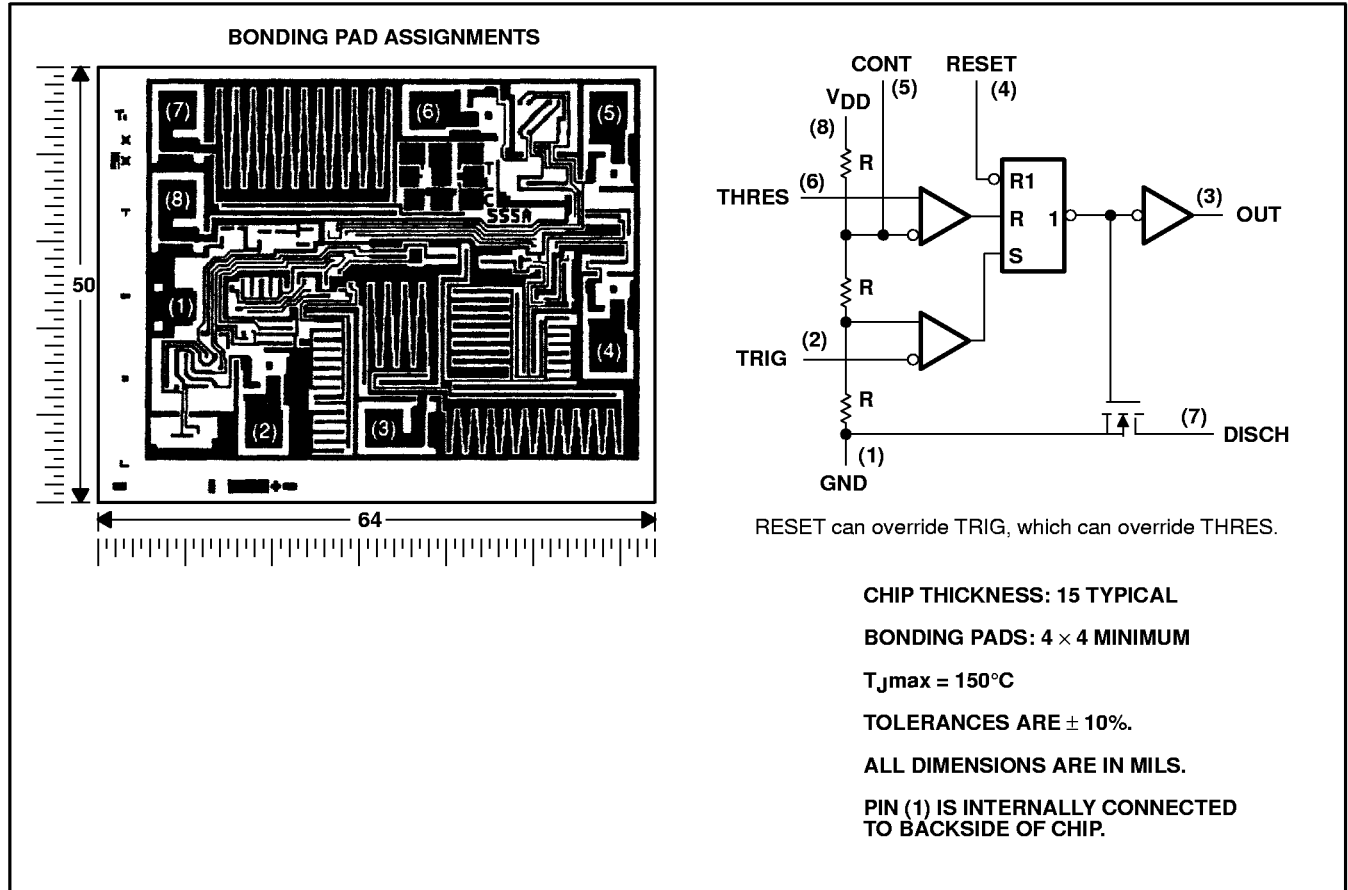 BONDING PAD ASSIGNMENTS
(7)
(6)
(5)
(8)
T
L
C
555A
50
(1)
(4)
(2)
(3)
64
CONT
(5)
RESET
(4)
VDD
(8)
R
THRES
(6)
R1
R
1
S
(3)
OUT
R
TRIG
(2)
R
(7)
DISCH
(1)
GND
RESET can override TRIG, which can override THRES.
CHIP THICKNESS: 15 TYPICAL
BONDING PADS: 4 × 4 MINIMUM
TJmax = 150°C
TOLERANCES ARE ± 10%.
ALL DIMENSIONS ARE IN MILS.
PIN (1) IS INTERNALLY CONNECTED
TO BACKSIDE OF CHIP.